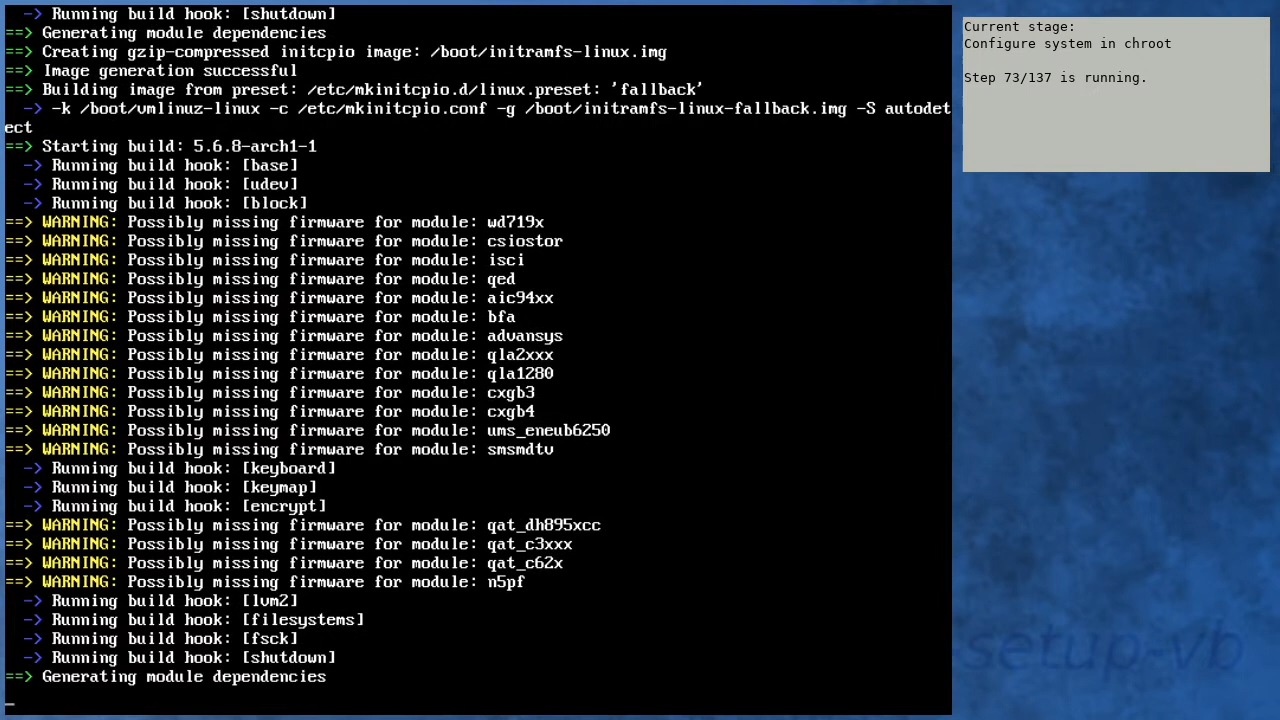 -> Running build hook: [shutdown]
==> Generating module dependencies
==> Creating gzip-compressed initcpio image: /boot/initramfs-linux.img
==> Image generation successful
==> Building image from preset: /etc/mkinitcpio.d/linux.preset: 'fallback'
  -> -k /boot/vmlinuz-linux -c /etc/mkinitcpio.conf -g /boot/initramfs-linux-fallback.img -S autodet
ect
==> Starting build: 5.6.8-arch1-1
  -> Running build hook: [base]
  -> Running build hook: [udev]
  -> Running build hook: [block]
==> WARNING: Possibly missing firmware for module: wd719x
==> WARNING: Possibly missing firmware for module: csiostor
==> WARNING: Possibly missing firmware for module: isci
==> WARNING: Possibly missing firmware for module: qed
==> WARNING: Possibly missing firmware for module: aic94xx
==> WARNING: Possibly missing firmware for module: bfa
==> WARNING: Possibly missing firmware for module: advansys
==> WARNING: Possibly missing firmware for module: qla2xxx
==> WARNING: Possibly missing firmware for module: qla1280
==> WARNING: Possibly missing firmware for module: cxgb3
==> WARNING: Possibly missing firmware for module: cxgb4
==> WARNING: Possibly missing firmware for module: ums_eneub6250
==> WARNING: Possibly missing firmware for module: smsmdtv
  -> Running build hook: [keyboard]
  -> Running build hook: [keymap]
  -> Running build hook: [encrypt]
==> WARNING: Possibly missing firmware for module: qat_dh895xcc
==> WARNING: Possibly missing firmware for module: qat_c3xxx
==> WARNING: Possibly missing firmware for module: qat_c62x
==> WARNING: Possibly missing firmware for module: n5pf
  -> Running build hook: [lvm2]
  -> Running build hook: [filesystems]
  -> Running build hook: [fsck]
  -> Running build hook: [shutdown]
==> Generating module dependencies
_
Current stage:
Configure system in chroot
Step 73/137 is running.
setup-vb